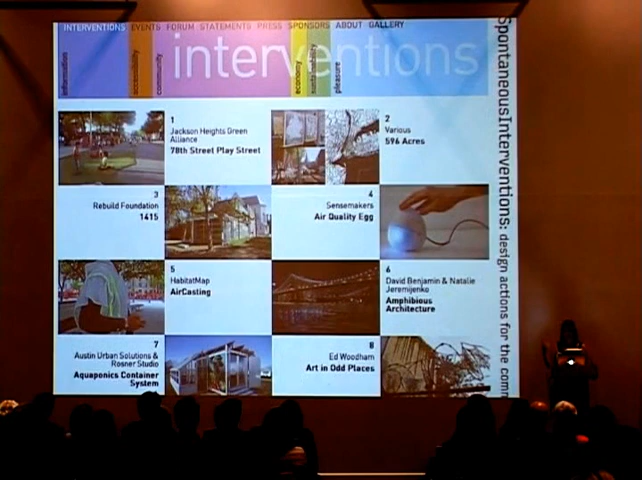 INTERVENTIONS EVENTS FORUM STATEMENTS PRESS SPONSORS ABOUT GALLERY
interventions
information
accessibility
community
economy
sustainability
pleasure
SpontaneousInterventions: design actions for the comm
1
Jackson Heights Green
Alliance
78th Street Play Street
2
Various
596 Acres
3
Rebuild Foundation
1415
4
Sensemakers
Air Quality Egg
5
HabitatMap
AirCasting
6
David Benjamin & Natalie
Jeremijenko
Amphibious
Architecture
7
Austin Urban Solutions &
Rosner Studio
Aquaponics Container
System
8
Ed Woodham
Art in Odd Places